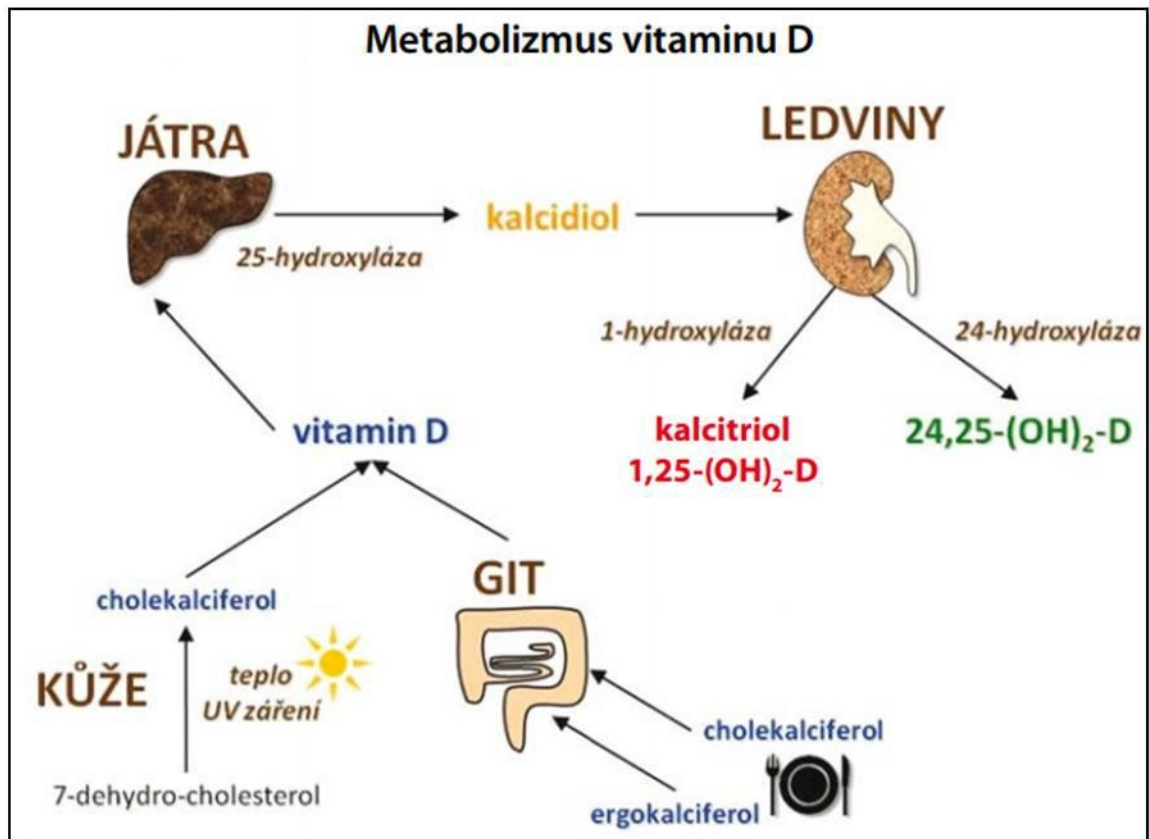 Metabolizmus vitaminu D
JÁTRA
LEDVINY
kalcidiol
25-hydroxyláza
1-hydroxyláza
24-hydroxyláza
vitamin D
kalcitriol
1,25-(OH)₂-D
24,25-(OH)₂-D
GIT
cholekalciferol
KŮŽE
teplo
UV záření
cholekalciferol
7-dehydro-cholesterol
ergokalciferol